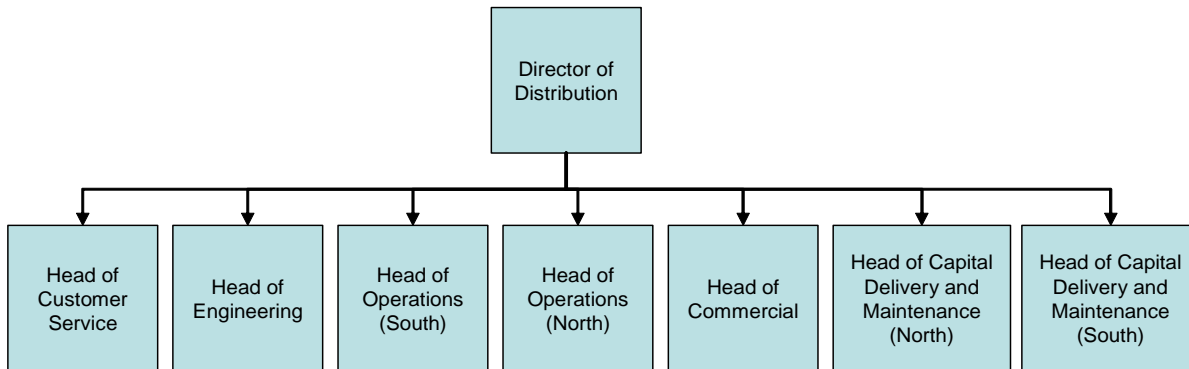 Director of
Distribution
Head of
Customer
Service
Head of
Engineering
Head of
Operations
(South)
Head of
Operations
(North)
Head of
Commercial
Head of Capital
Delivery and
Maintenance
(North)
Head of Capital
Delivery and
Maintenance
(South)